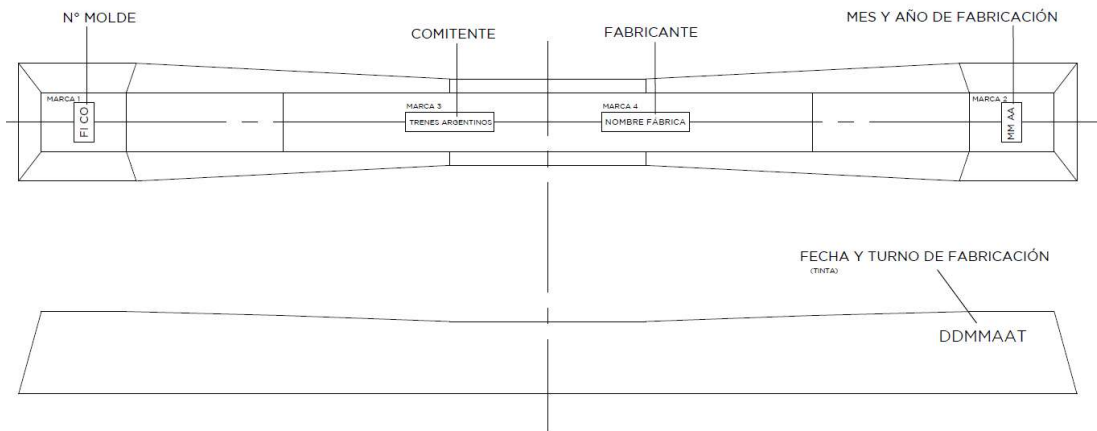 N° MOLDE
COMITENTE
FABRICANTE
MES Y AÑO DE FABRICACIÓN
MARCA 1
FI CO
MARCA 3
TRENES ARGENTINOS
MARCA 4
NOMBRE FÁBRICA
MARCA 2
MM AA
FECHA Y TURNO DE FABRICACIÓN
(TINTA)
DDMMAAT